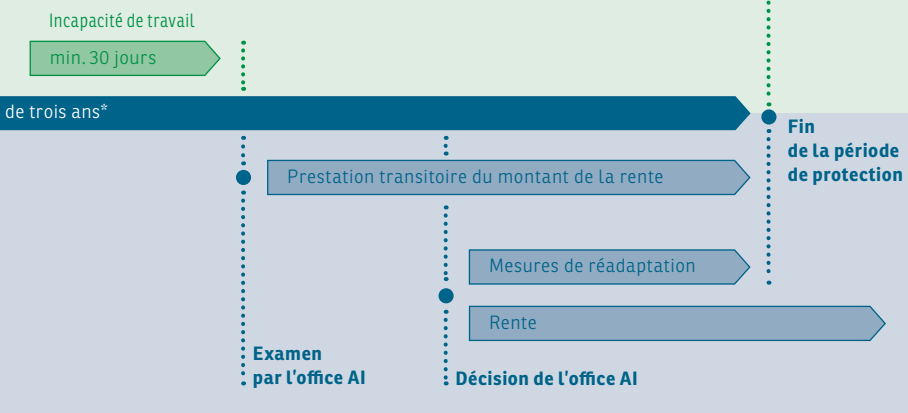 Incapacité de travail
min. 30 jours
de trois ans*
Fin
de la période
de protection
Prestation transitoire du montant de la rente
Mesures de réadaptation
Rente
Examen
par l'office AI
Décision de l'office AI